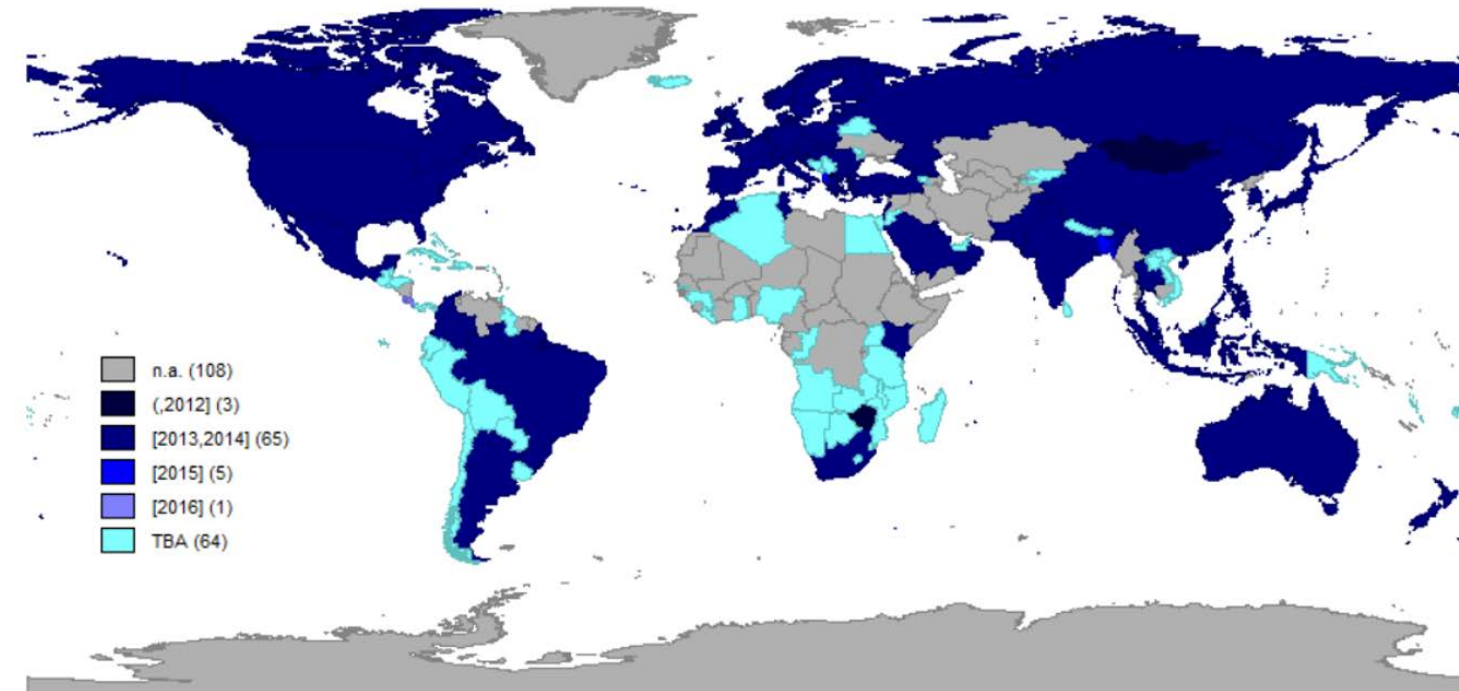 n.a. (108)
(,2012] (3)
[2013,2014] (65)
[2015] (5)
[2016] (1)
TBA (64)